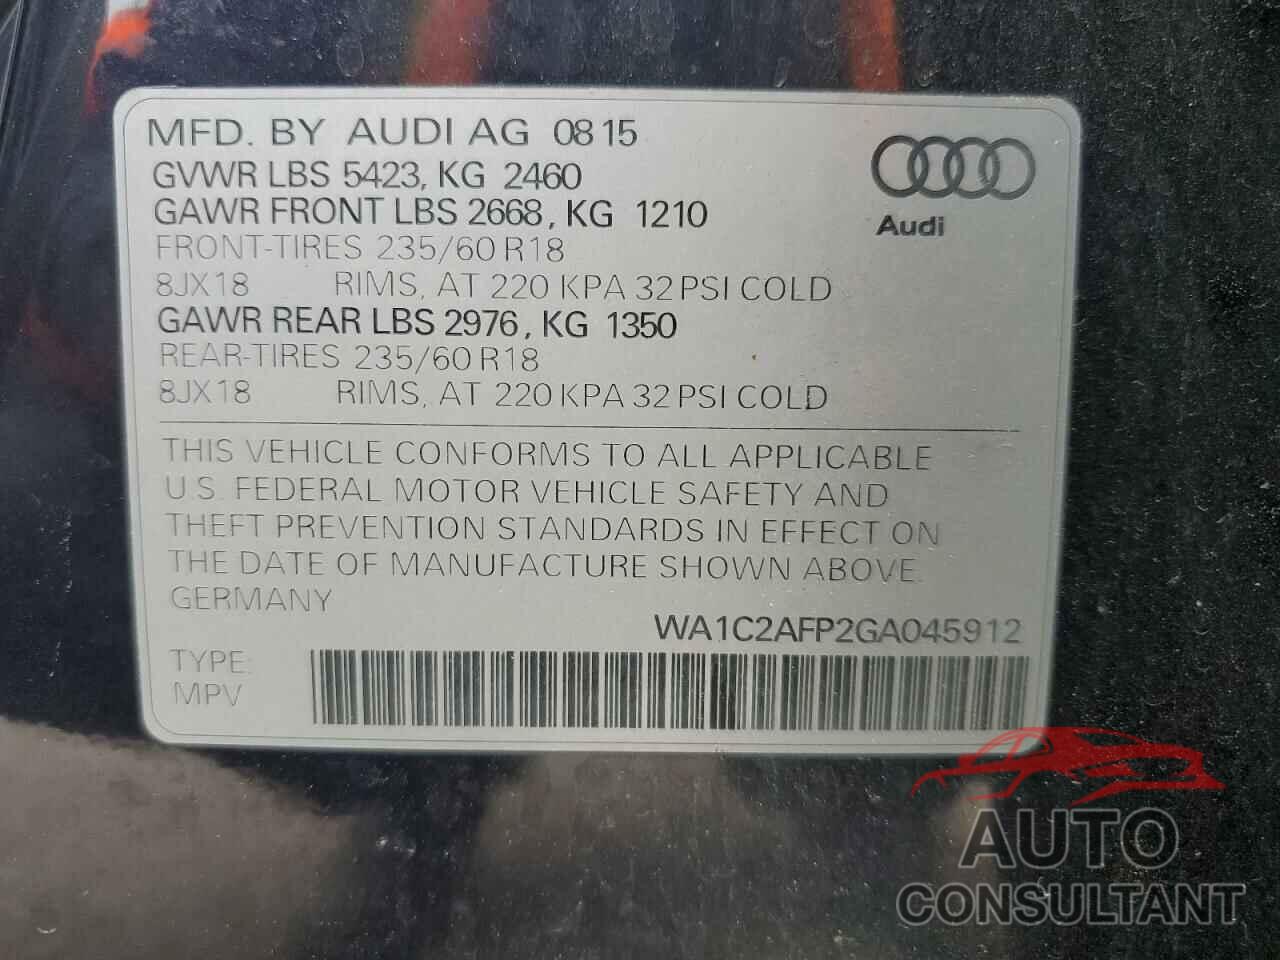 MFD. BY AUDI AG 0815
GVWR LBS 5423, KG 2460
GAWR FRONT LBS 2668, KG 1210
FRONT-TIRES 235/60 R18
8JX18 RIMS, AT 220 KPA 32 PSI COLD
GAWR REAR LBS 2976, KG 1350
REAR-TIRES 235/60 R18
8JX18 RIMS, AT 220 KPA 32 PSI COLD
Audi
THIS VEHICLE CONFORMS TO ALL APPLICABLE
U.S. FEDERAL MOTOR VEHICLE SAFETY AND
THEFT PREVENTION STANDARDS IN EFFECT ON
THE DATE OF MANUFACTURE SHOWN ABOVE.
GERMANY
WA1C2AFP2GA045912
TYPE:
MPV
AUTO
CONSULTANT